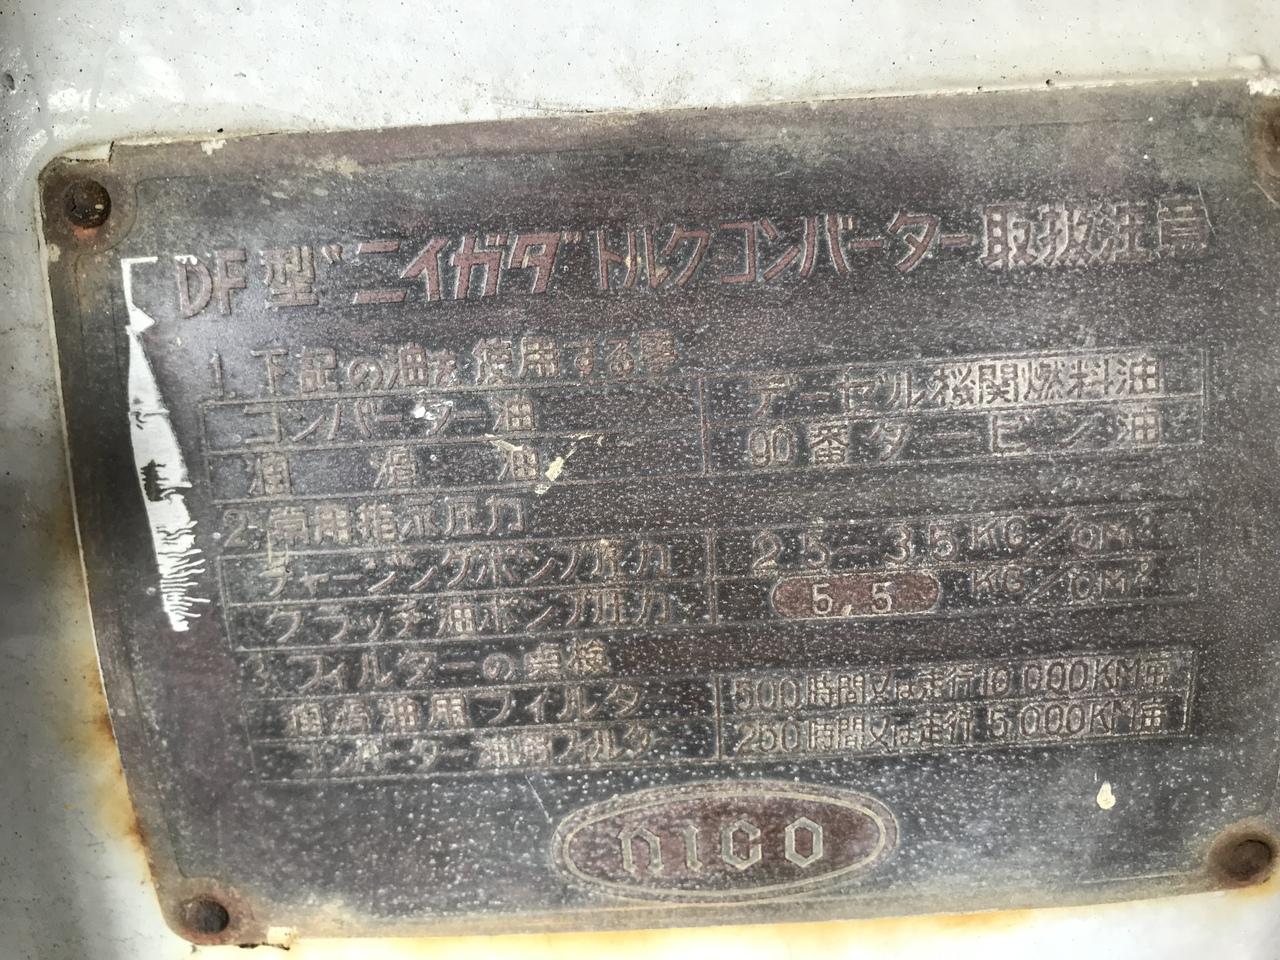 DF型"ニイガタ"トルクコンバーター取扱注意
1. 下記の油を使用する事
コンバーター油 デーゼル機関燃料油
潤滑油 90番タービン油
2. 常用指示圧力
チャージングポンプ圧力 2.5-3.5 KG/CM²
クラッチ油ポンプ圧力 5.5 KG/CM²
3. フィルターの点検
潤滑油用フィルター 500時間又は走行10,000KM毎
コンバーター油用フィルター 250時間又は走行5,000KM毎
nICO